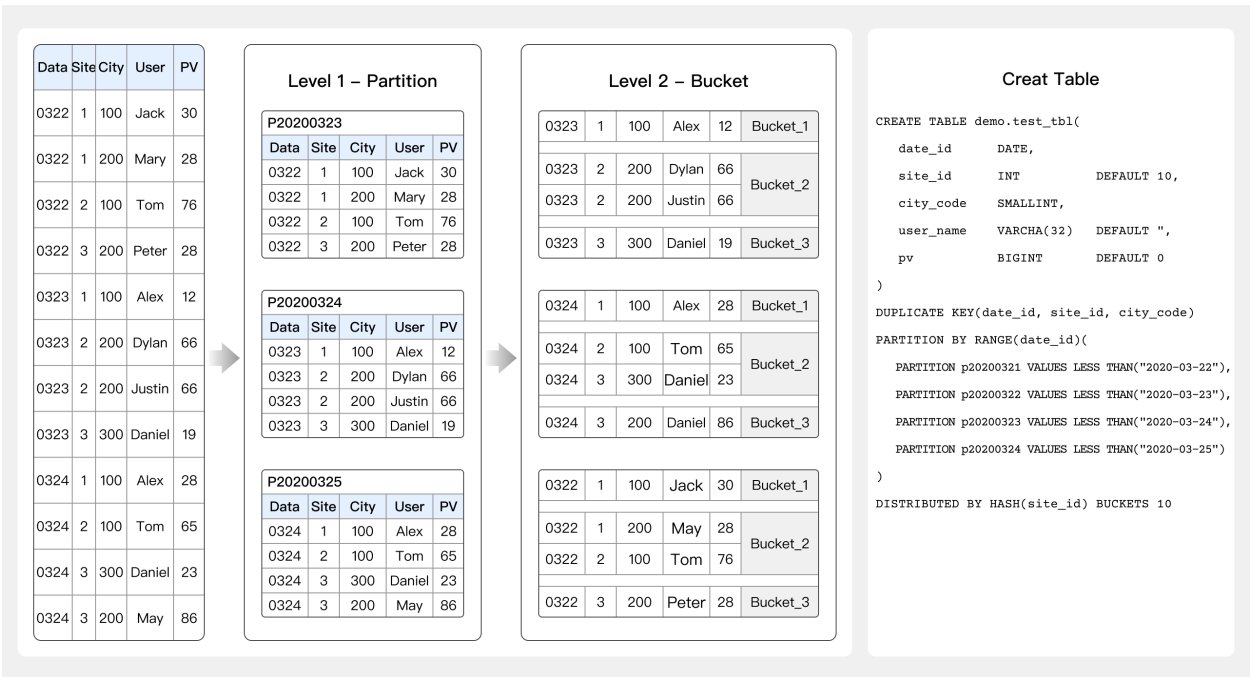 Data Site City User PV
0322 1 100 Jack 30
0322 1 200 Mary 28
0322 2 100 Tom 76
0322 3 200 Peter 28
0323 1 100 Alex 12
0323 2 200 Dylan 66
0323 2 200 Justin 66
0323 3 300 Daniel 19
0324 1 100 Alex 28
0324 2 100 Tom 65
0324 3 300 Daniel 23
0324 3 200 May 86
Level 1 – Partition
P20200323
Data Site City User PV
0322 1 100 Jack 30
0322 1 200 Mary 28
0322 2 100 Tom 76
0322 3 200 Peter 28
P20200324
Data Site City User PV
0323 1 100 Alex 12
0323 2 200 Dylan 66
0323 2 200 Justin 66
0323 3 300 Daniel 19
P20200325
Data Site City User PV
0324 1 100 Alex 28
0324 2 100 Tom 65
0324 3 300 Daniel 23
0324 3 200 May 86
Level 2 – Bucket
0323 1 100 Alex 12 Bucket_1
0323 2 200 Dylan 66
Bucket_2
0323 2 200 Justin 66
0323 3 300 Daniel 19 Bucket_3
0324 1 100 Alex 28 Bucket_1
0324 2 100 Tom 65
Bucket_2
0324 3 300 Daniel 23
0324 3 200 Daniel 86 Bucket_3
0322 1 100 Jack 30 Bucket_1
0322 1 200 May 28
Bucket_2
0322 2 100 Tom 76
0322 3 200 Peter 28 Bucket_3
Creat Table
CREATE TABLE demo.test_tbl(
date_id DATE,
site_id INT DEFAULT 10,
city_code SMALLINT,
user_name VARCHA(32) DEFAULT ",
pv BIGINT DEFAULT 0
)
DUPLICATE KEY(date_id, site_id, city_code)
PARTITION BY RANGE(date_id)(
PARTITION p20200321 VALUES LESS THAN("2020-03-22"),
PARTITION p20200322 VALUES LESS THAN("2020-03-23"),
PARTITION p20200323 VALUES LESS THAN("2020-03-24"),
PARTITION p20200324 VALUES LESS THAN("2020-03-25")
)
DISTRIBUTED BY HASH(site_id) BUCKETS 10